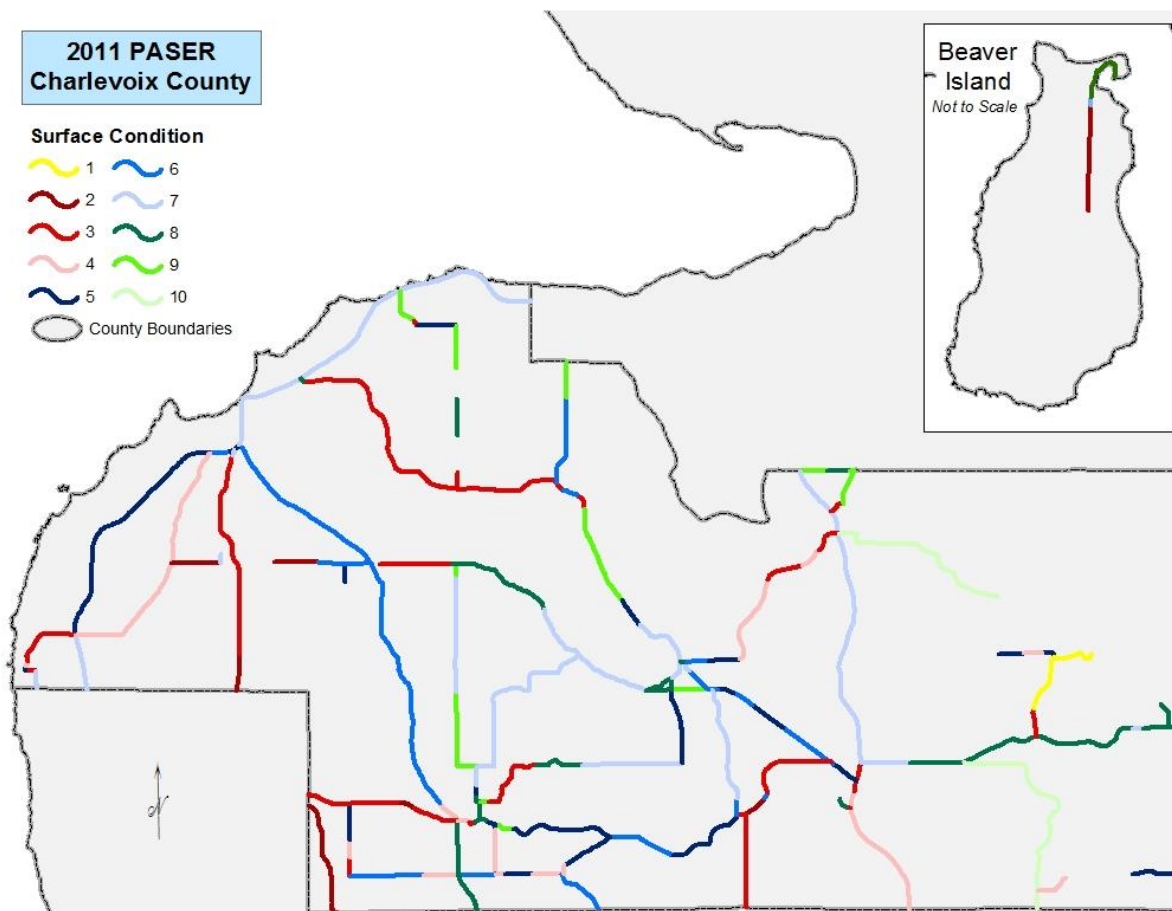 2011 PASER
Charlevoix County
Surface Condition
1
2
3
4
5
6
7
8
9
10
County Boundaries
Beaver
Island
Not to Scale
N